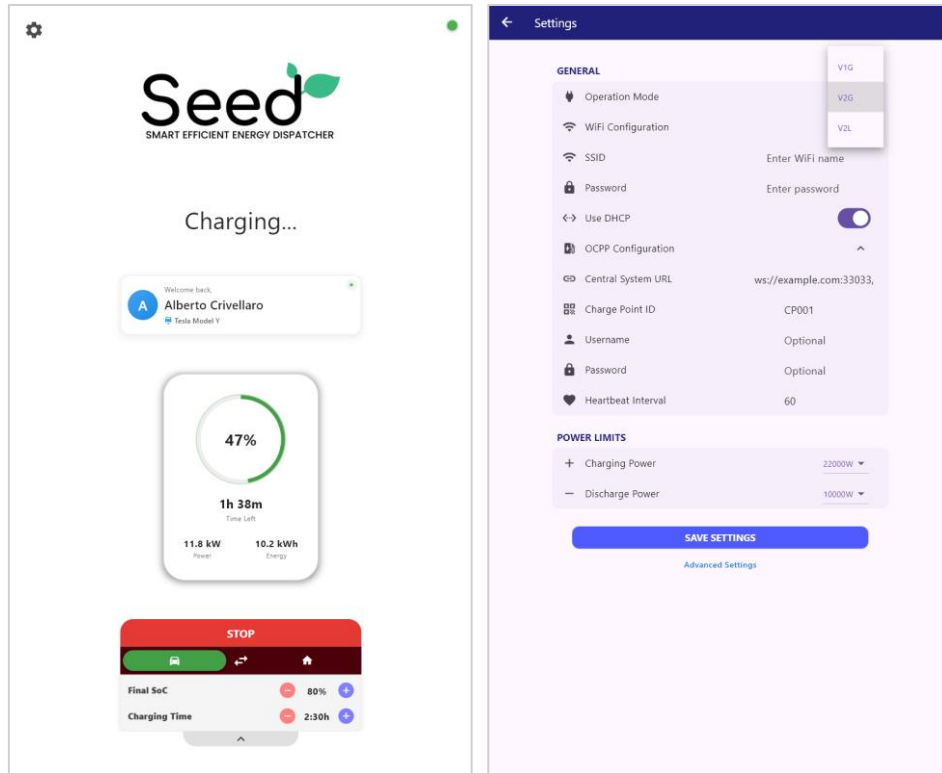 Seed
SMART EFFICIENT ENERGY DISPATCHER
Charging...
Welcome back,
A
Alberto Crivellaro
Tesla Model Y
47%
1h 38m
Time Left
11.8 kW 10.2 kWh
Power Energy
STOP
Final SoC 80%
Charging Time 2:30h
Settings
GENERAL
V1G
Operation Mode V2G
WiFi Configuration V2L
SSID Enter WiFi name
Password Enter password
Use DHCP
OCPP Configuration
Central System URL ws://example.com:33033,
Charge Point ID CP001
Username Optional
Password Optional
Heartbeat Interval 60
POWER LIMITS
Charging Power 22000W
Discharge Power 10000W
SAVE SETTINGS
Advanced Settings